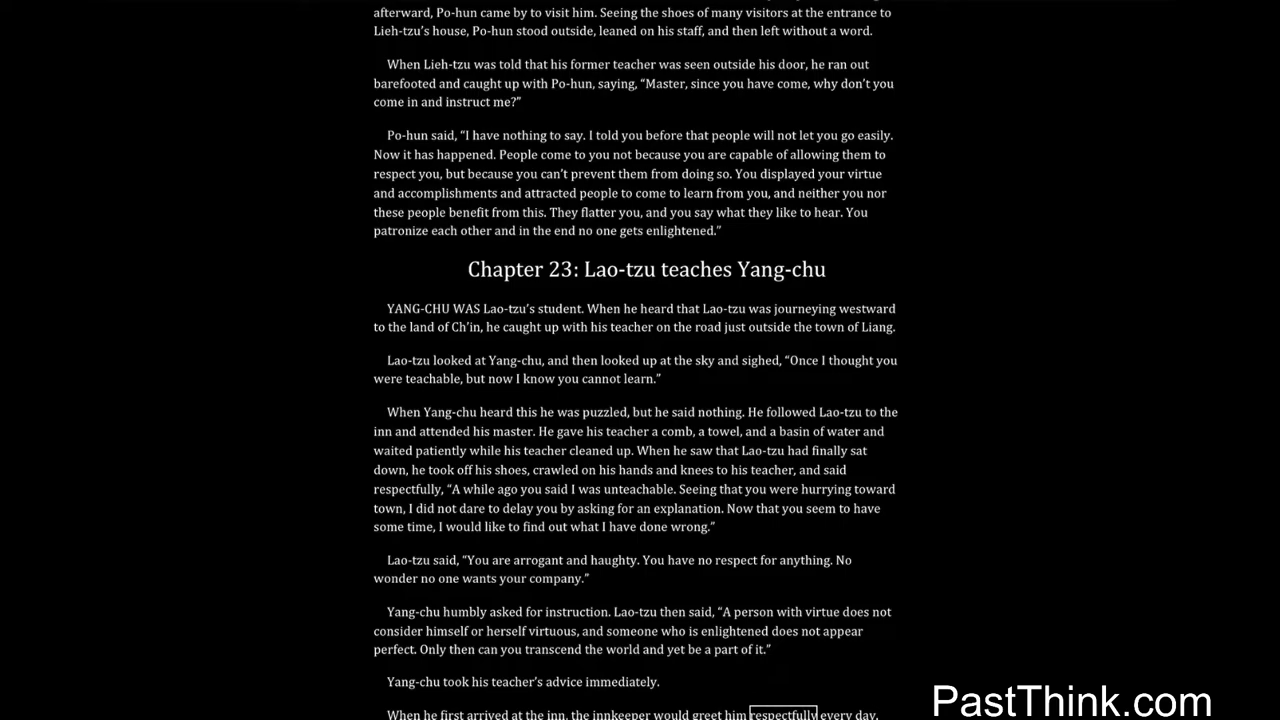 afterward, Po-hun came by to visit him. Seeing the shoes of many visitors at the entrance to
Lieh-tzu’s house, Po-hun stood outside, leaned on his staff, and then left without a word.
When Lieh-tzu was told that his former teacher was seen outside his door, he ran out
barefooted and caught up with Po-hun, saying, “Master, since you have come, why don’t you
come in and instruct me?”
Po-hun said, “I have nothing to say. I told you before that people will not let you go easily.
Now it has happened. People come to you not because you are capable of allowing them to
respect you, but because you can’t prevent them from doing so. You displayed your virtue
and accomplishments and attracted people to come to learn from you, and neither you nor
these people benefit from this. They flatter you, and you say what they like to hear. You
patronize each other and in the end no one gets enlightened.”
Chapter 23: Lao-tzu teaches Yang-chu
YANG-CHU WAS Lao-tzu’s student. When he heard that Lao-tzu was journeying westward
to the land of Ch’in, he caught up with his teacher on the road just outside the town of Liang.
Lao-tzu looked at Yang-chu, and then looked up at the sky and sighed, “Once I thought you
were teachable, but now I know you cannot learn.”
When Yang-chu heard this he was puzzled, but he said nothing. He followed Lao-tzu to the
inn and attended his master. He gave his teacher a comb, a towel, and a basin of water and
waited patiently while his teacher cleaned up. When he saw that Lao-tzu had finally sat
down, he took off his shoes, crawled on his hands and knees to his teacher, and said
respectfully, “A while ago you said I was unteachable. Seeing that you were hurrying toward
town, I did not dare to delay you by asking for an explanation. Now that you seem to have
some time, I would like to find out what I have done wrong.”
Lao-tzu said, “You are arrogant and haughty. You have no respect for anything. No
wonder no one wants your company.”
Yang-chu humbly asked for instruction. Lao-tzu then said, “A person with virtue does not
consider himself or herself virtuous, and someone who is enlightened does not appear
perfect. Only then can you transcend the world and yet be a part of it.”
Yang-chu took his teacher’s advice immediately.
When he first arrived at the inn, the innkeeper would greet him respectfully every day,
PastThink.com